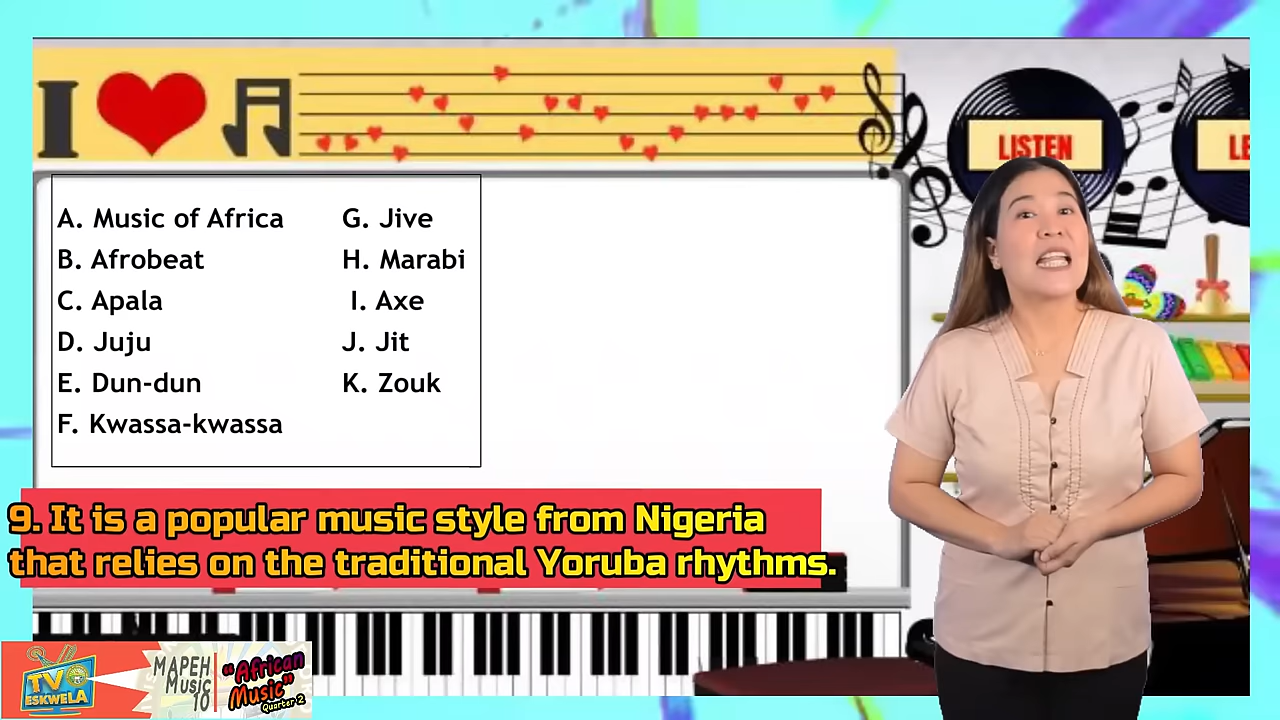 I
LISTEN
LE
A. Music of Africa
B. Afrobeat
C. Apala
D. Juju
E. Dun-dun
F. Kwassa-kwassa
G. Jive
H. Marabi
I. Axe
J. Jit
K. Zouk
9. It is a popular music style from Nigeria
that relies on the traditional Yoruba rhythms.
TV
ESKWELA
MAPEH
Music
10
"African
Music"
Quarter 2